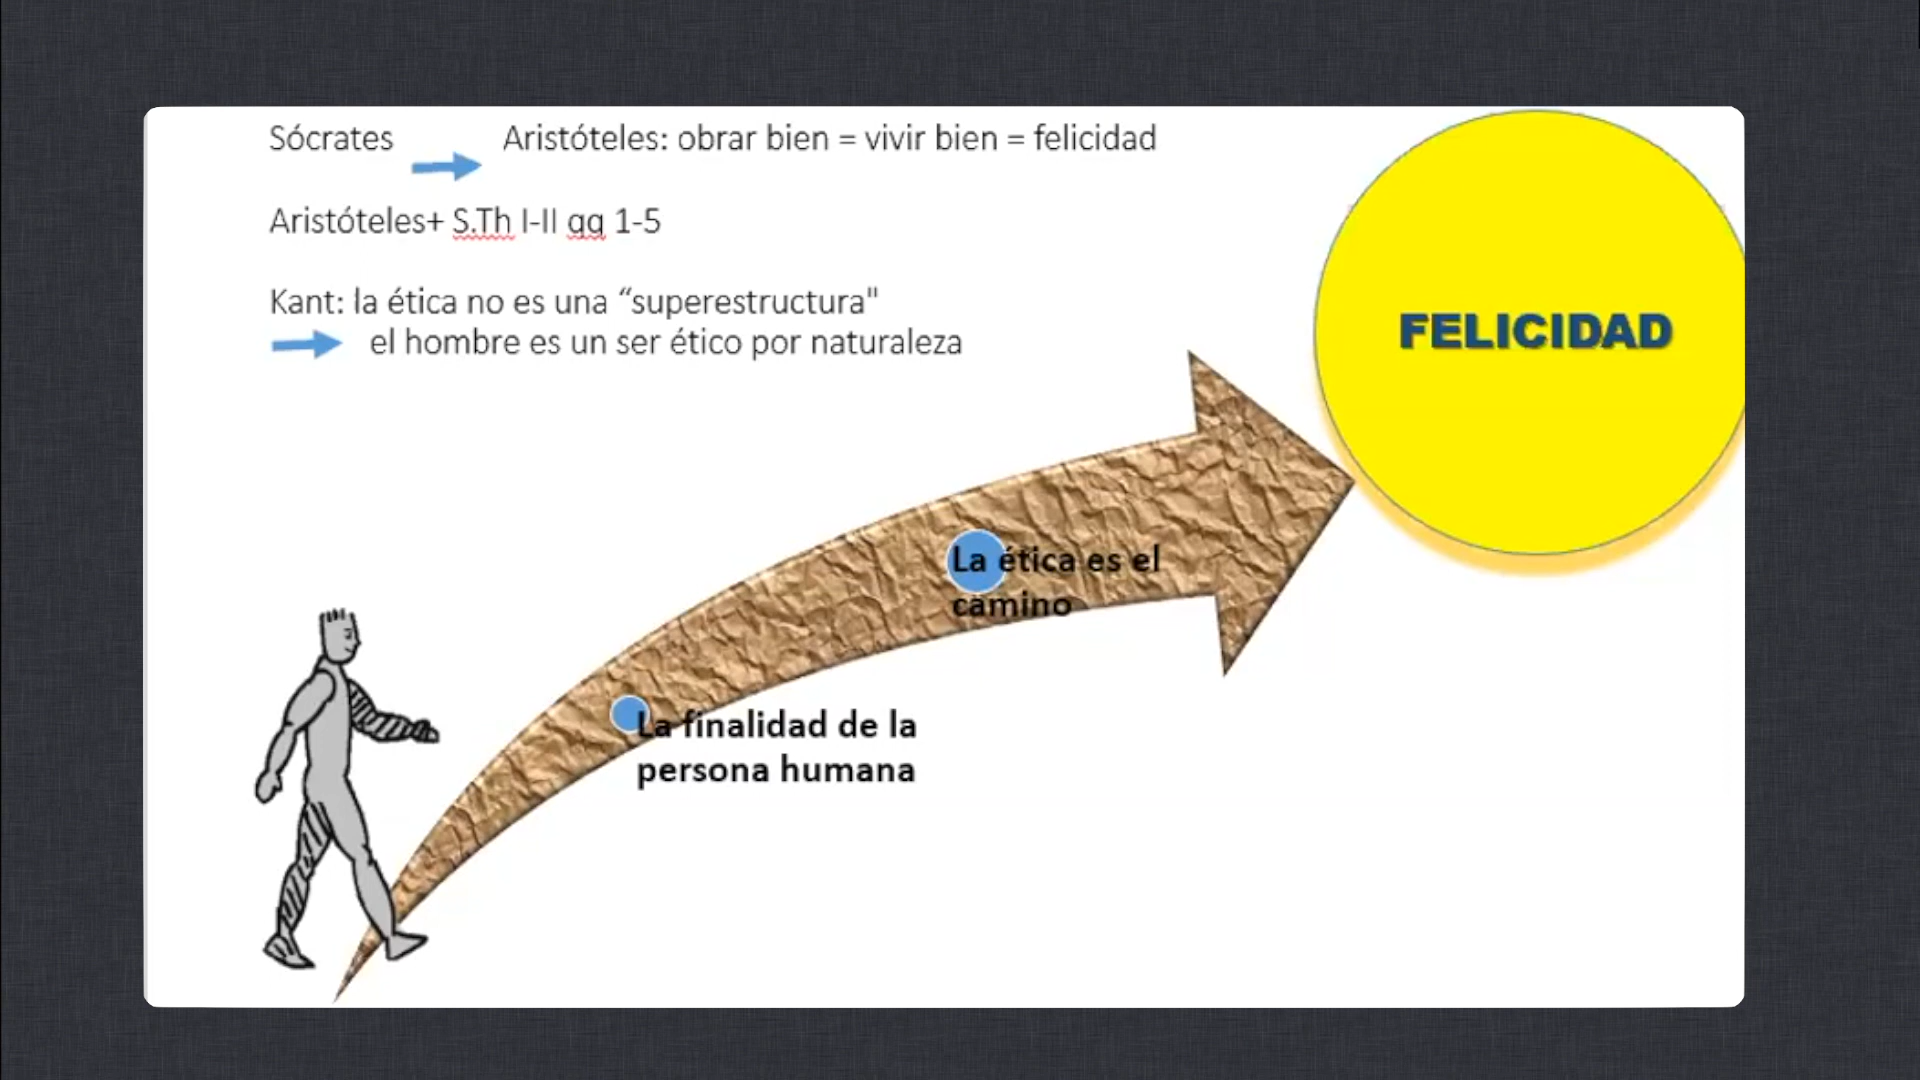 Sócrates Aristóteles: obrar bien = vivir bien = felicidad
Aristóteles+ S.Th I-II qq 1-5
Kant: la ética no es una “superestructura"
el hombre es un ser ético por naturaleza
FELICIDAD
La ética es el
camino
La finalidad de la
persona humana